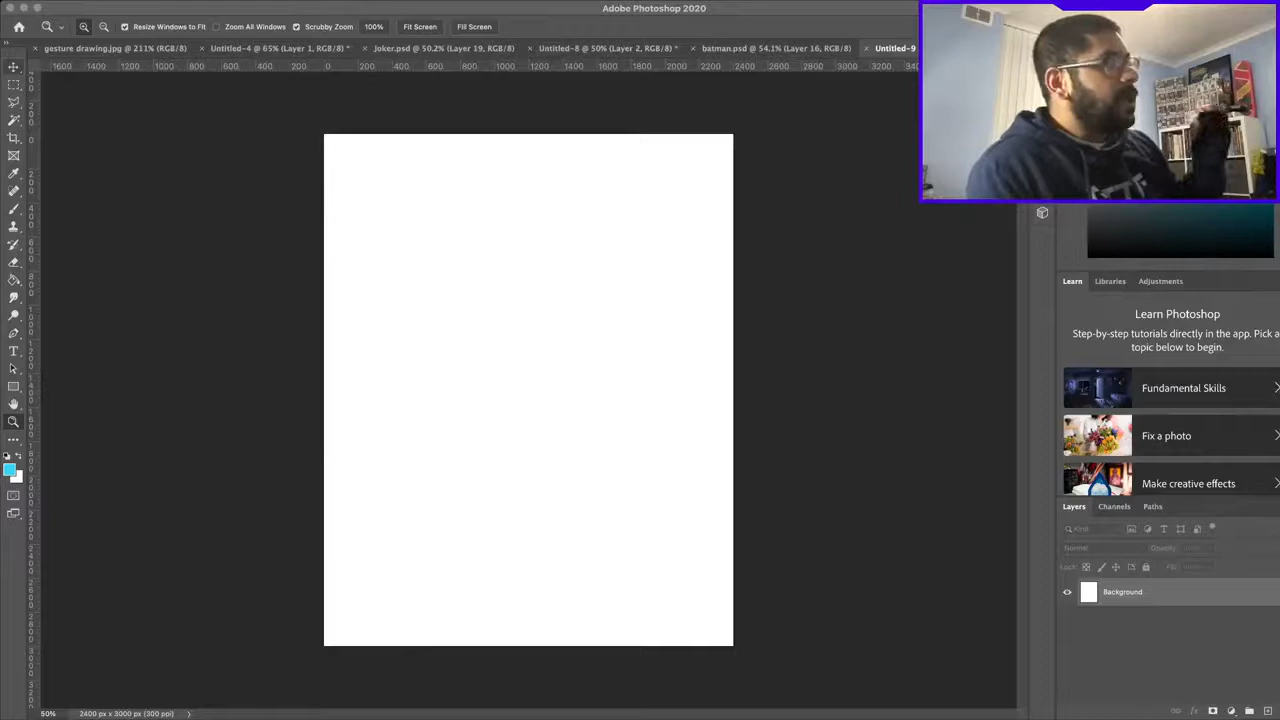 Adobe Photoshop 2020
Resize Windows to Fit Zoom All Windows Scrubby Zoom 100% Fit Screen Fill Screen
gesture drawing.jpg @ 211% (RGB/8) Untitled-4 @ 65% (Layer 1, RGB/8) * Joker.psd @ 50.2% (Layer 19, RGB/8) Untitled-8 @ 50% (Layer 2, RGB/8) * batman.psd @ 54.1% (Layer 16, RGB/8) Untitled-9
1600 1400 1200 1000 800 600 400 200 0 200 400 600 800 1000 1200 1400 1600 1800 2000 2200 2400 2600 2800 3000 3200
Learn Libraries Adjustments
Learn Photoshop
Step-by-step tutorials directly in the app. Pick a
topic below to begin.
Fundamental Skills
Fix a photo
Make creative effects
Layers Channels Paths
Kind
Normal Opacity:
Lock: Fill:
Background
50% 2400 px x 3000 px (300 ppi)